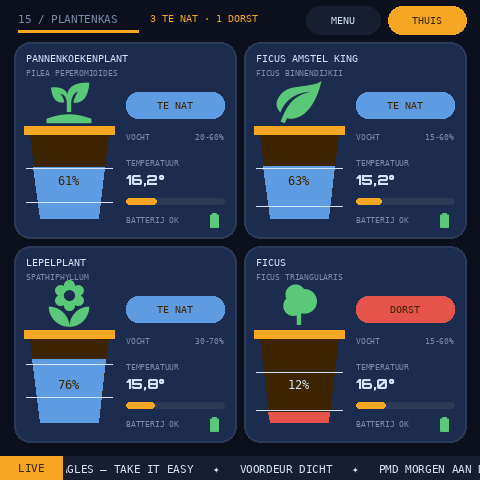 15 / PLANTENKAS
3 TE NAT · 1 DORST
MENU
THUIS
PANNENKOEKENPLANT
PILEA PEPEROMIOIDES
TE NAT
VOCHT 20-60%
61%
TEMPERATUUR
16,2°
BATTERIJ OK
FICUS AMSTEL KING
FICUS BINNENDIJKII
TE NAT
VOCHT 15-60%
63%
TEMPERATUUR
15,2°
BATTERIJ OK
LEPELPLANT
SPATHIPHYLLUM
TE NAT
VOCHT 30-70%
76%
TEMPERATUUR
15,8°
BATTERIJ OK
FICUS
FICUS TRIANGULARIS
DORST
VOCHT 15-60%
12%
TEMPERATUUR
16,0°
BATTERIJ OK
LIVE
GLES — TAKE IT EASY ✦ VOORDEUR DICHT ✦ PMD MORGEN AAN